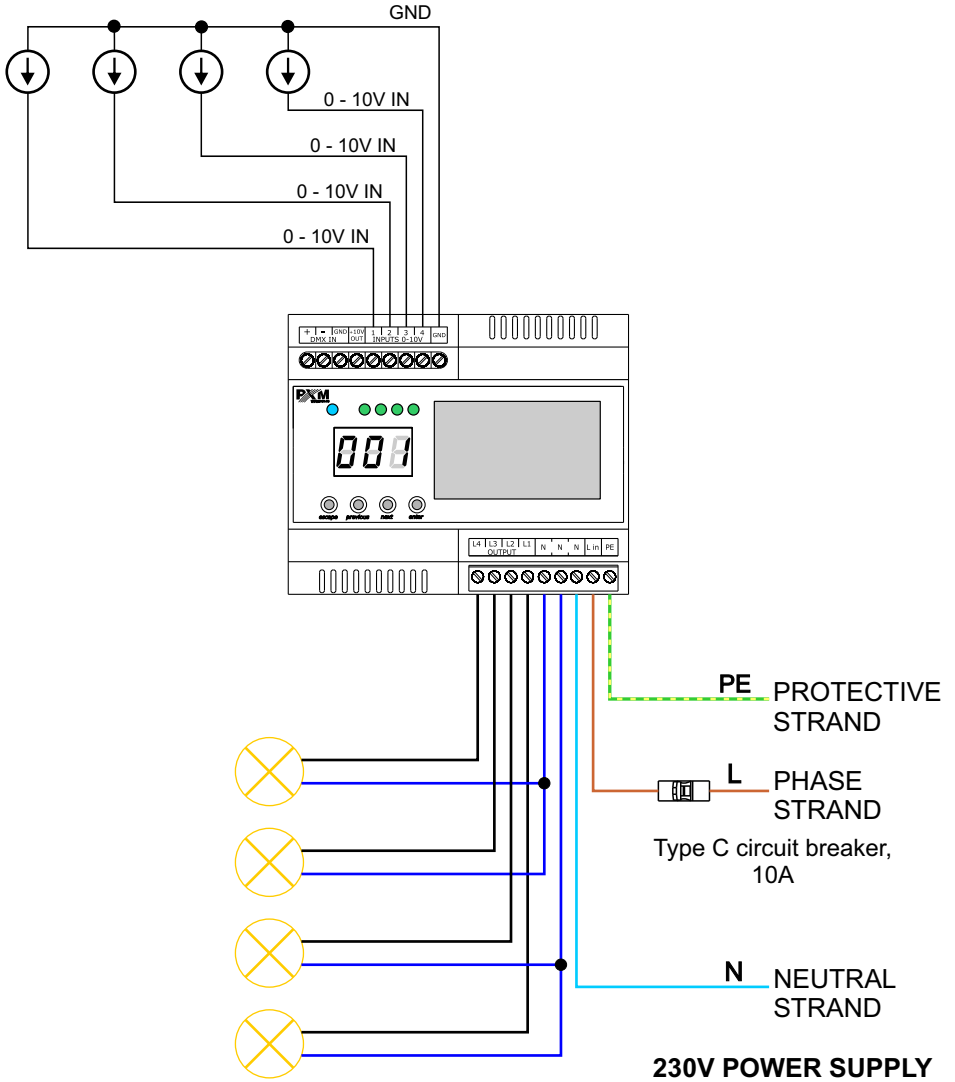 GND
0 - 10V IN
0 - 10V IN
0 - 10V IN
0 - 10V IN
+ - GND +10V 1 2 3 4 GND
DMX IN OUT INPUTS 0-10V
PXM
001
escape previous next enter
L4 L3 L2 L1 N N N L in PE
OUTPUT
PE PROTECTIVE
STRAND
L PHASE
STRAND
Type C circuit breaker,
10A
N NEUTRAL
STRAND
230V POWER SUPPLY